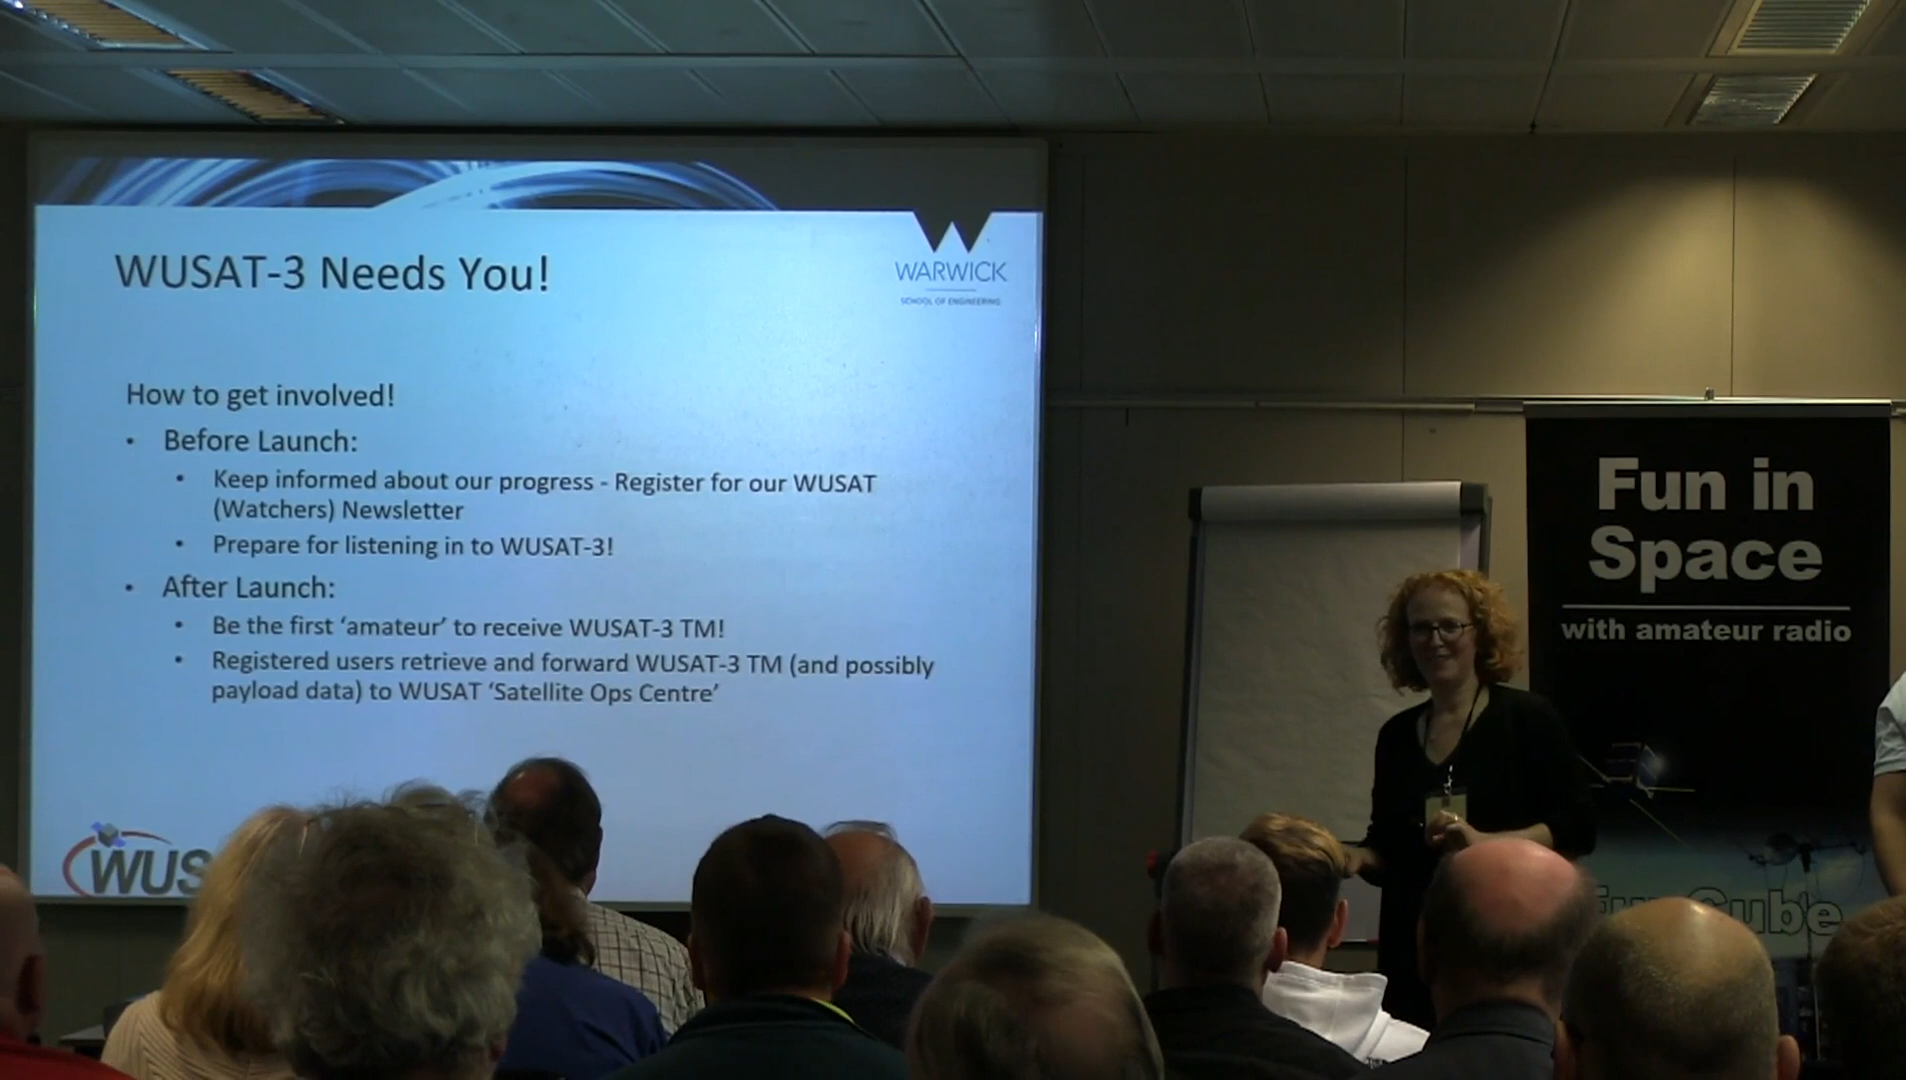 WUSAT-3 Needs You!
WARWICK
SCHOOL OF ENGINEERING
How to get involved!
• Before Launch:
• Keep informed about our progress - Register for our WUSAT
(Watchers) Newsletter
• Prepare for listening in to WUSAT-3!
• After Launch:
• Be the first ‘amateur’ to receive WUSAT-3 TM!
• Registered users retrieve and forward WUSAT-3 TM (and possibly
payload data) to WUSAT ‘Satellite Ops Centre’
WUS
Fun in
Space
with amateur radio